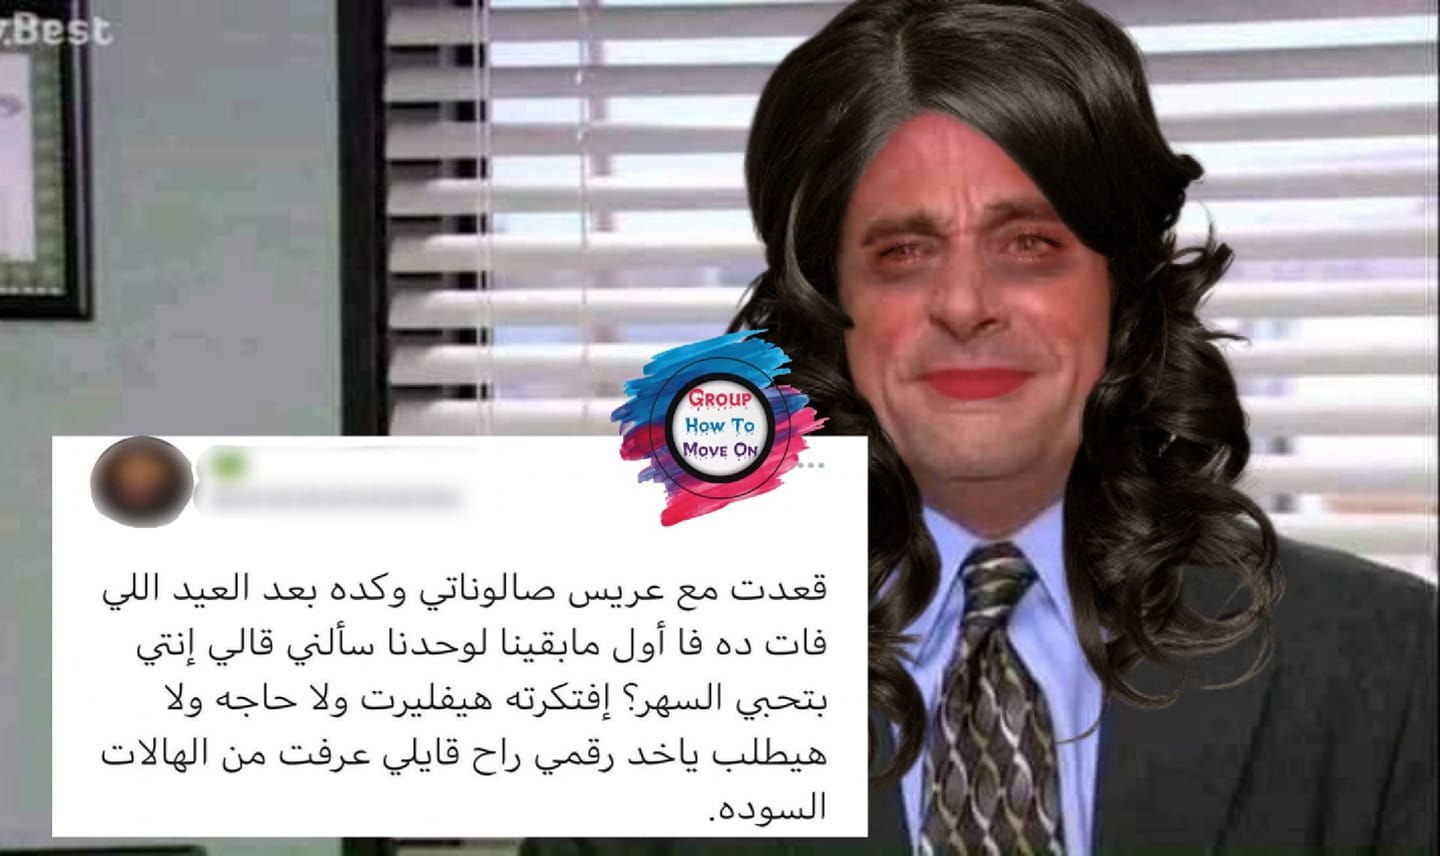 .Best
GROUP
HOW TO
MOVE ON
قعدت مع عريس صالوناتي وكده بعد العيد اللي
فات ده فا أول مابقينا لوحدنا سألني قالي إنتي
بتحبي السهر؟ إفتكرته هيفليرت ولا حاجه ولا
هيطلب ياخد رقمي راح قايلي عرفت من الهالات
السوده.